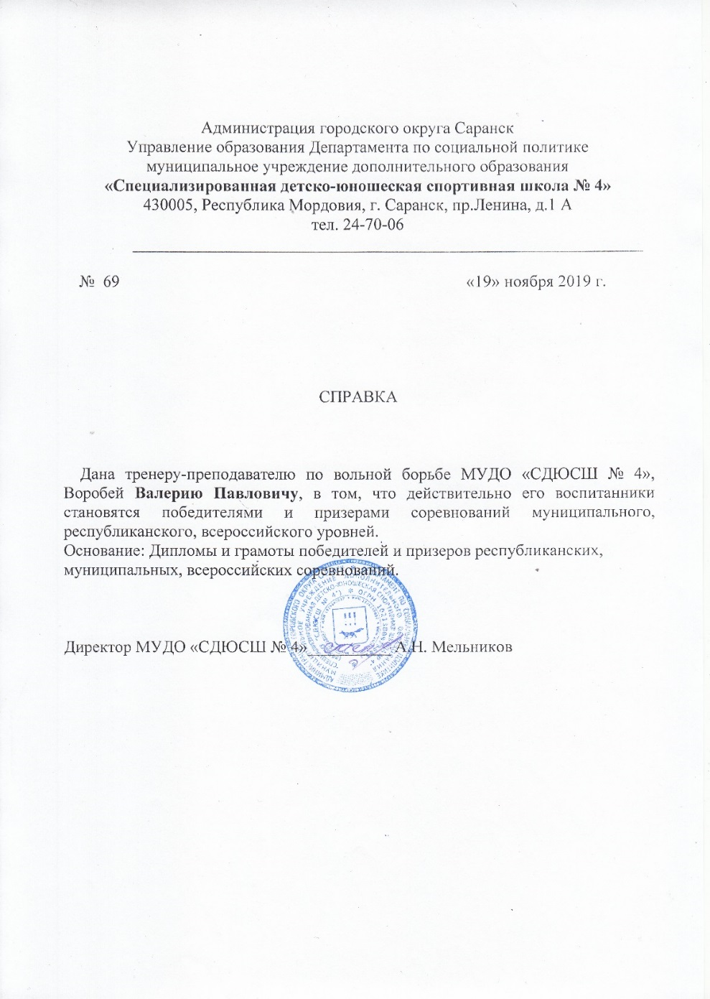 Администрация городского округа Саранск
Управление образования Департамента по социальной политике
муниципальное учреждение дополнительного образования
«Специализированная детско-юношеская спортивная школа № 4»
430005, Республика Мордовия, г. Саранск, пр.Ленина, д.1 А
тел. 24-70-06
№ 69 «19» ноября 2019 г.
СПРАВКА
Дана тренеру-преподавателю по вольной борьбе МУДО «СДЮСШ № 4»,
Воробей Валерию Павловичу, в том, что действительно его воспитанники
становятся победителями и призерами соревнований муниципального,
республиканского, всероссийского уровней.
Основание: Дипломы и грамоты победителей и призеров республиканских,
муниципальных, всероссийских соревнований.
Директор МУДО «СДЮСШ № 4» __________ А.Н. Мельников